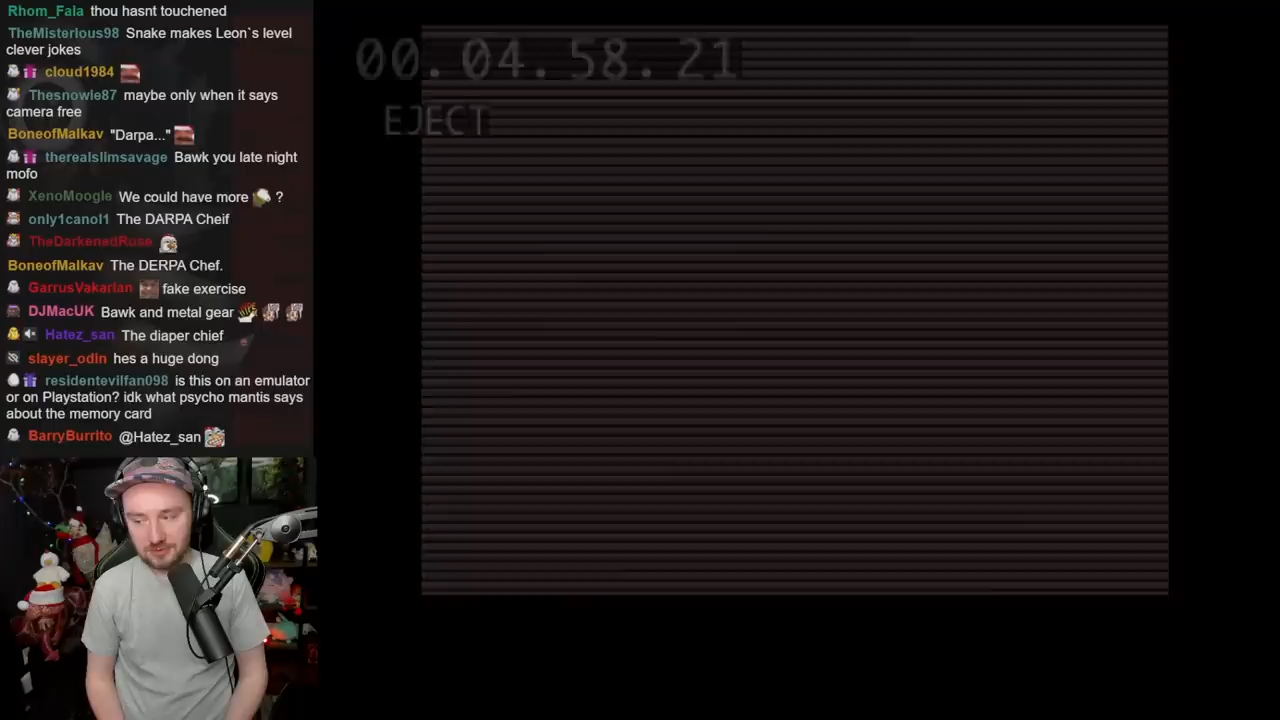 Rhom_Fala thou hasnt touchened
TheMisterious98 Snake makes Leon`s level
clever jokes
cloud1984
Thesnowie87 maybe only when it says
camera free
BoneofMalkav "Darpa..."
therealslimsavage Bawk you late night
mofo
XenoMoogle We could have more ?
only1canol1 The DARPA Cheif
TheDarkenedRuse
BoneofMalkav The DERPA Chef.
GarrusVakarian fake exercise
DJMacUK Bawk and metal gear
Hatez_san The diaper chief
slayer_odin hes a huge dong
residentevilfan098 is this on an emulator
or on Playstation? idk what psycho mantis says
about the memory card
BarryBurrito @Hatez_san
00.04.58.21
EJECT